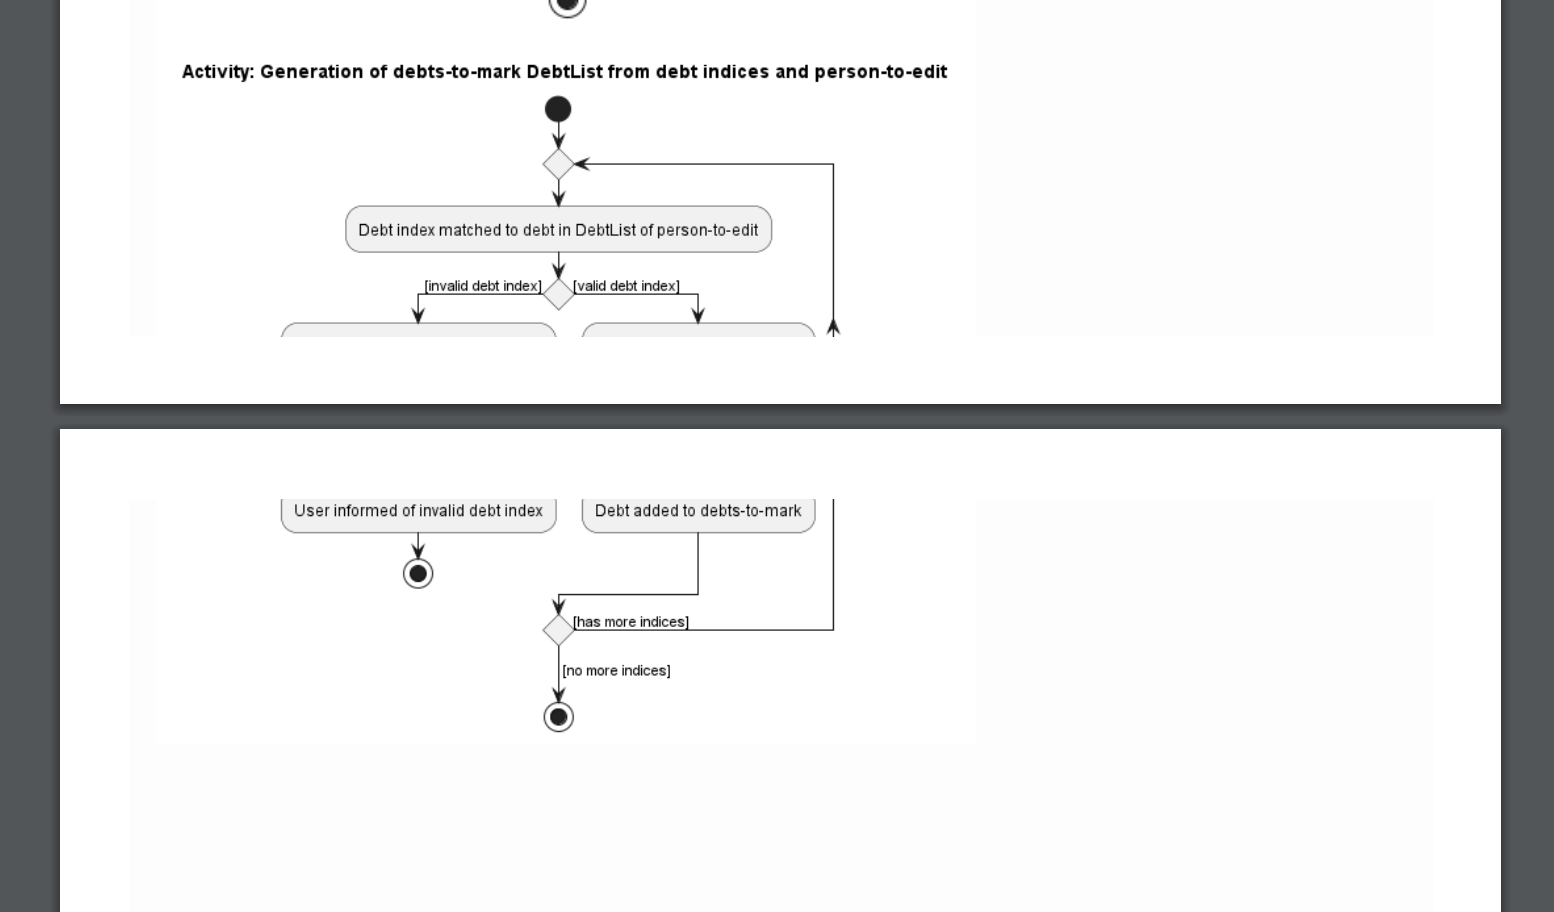 Activity: Generation of debts-to-mark DebtList from debt indices and person-to-edit
Debt index matched to debt in DebtList of person-to-edit
[invalid debt index]
[valid debt index]
User informed of invalid debt index
Debt added to debts-to-mark
[has more indices]
[no more indices]